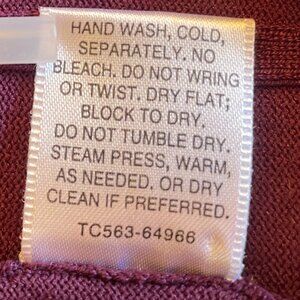 HAND WASH, COLD,
SEPARATELY. NO
BLEACH. DO NOT WRING
OR TWIST. DRY FLAT;
BLOCK TO DRY.
DO NOT TUMBLE DRY.
STEAM PRESS, WARM,
AS NEEDED. OR DRY
CLEAN IF PREFERRED.
TC563-64966